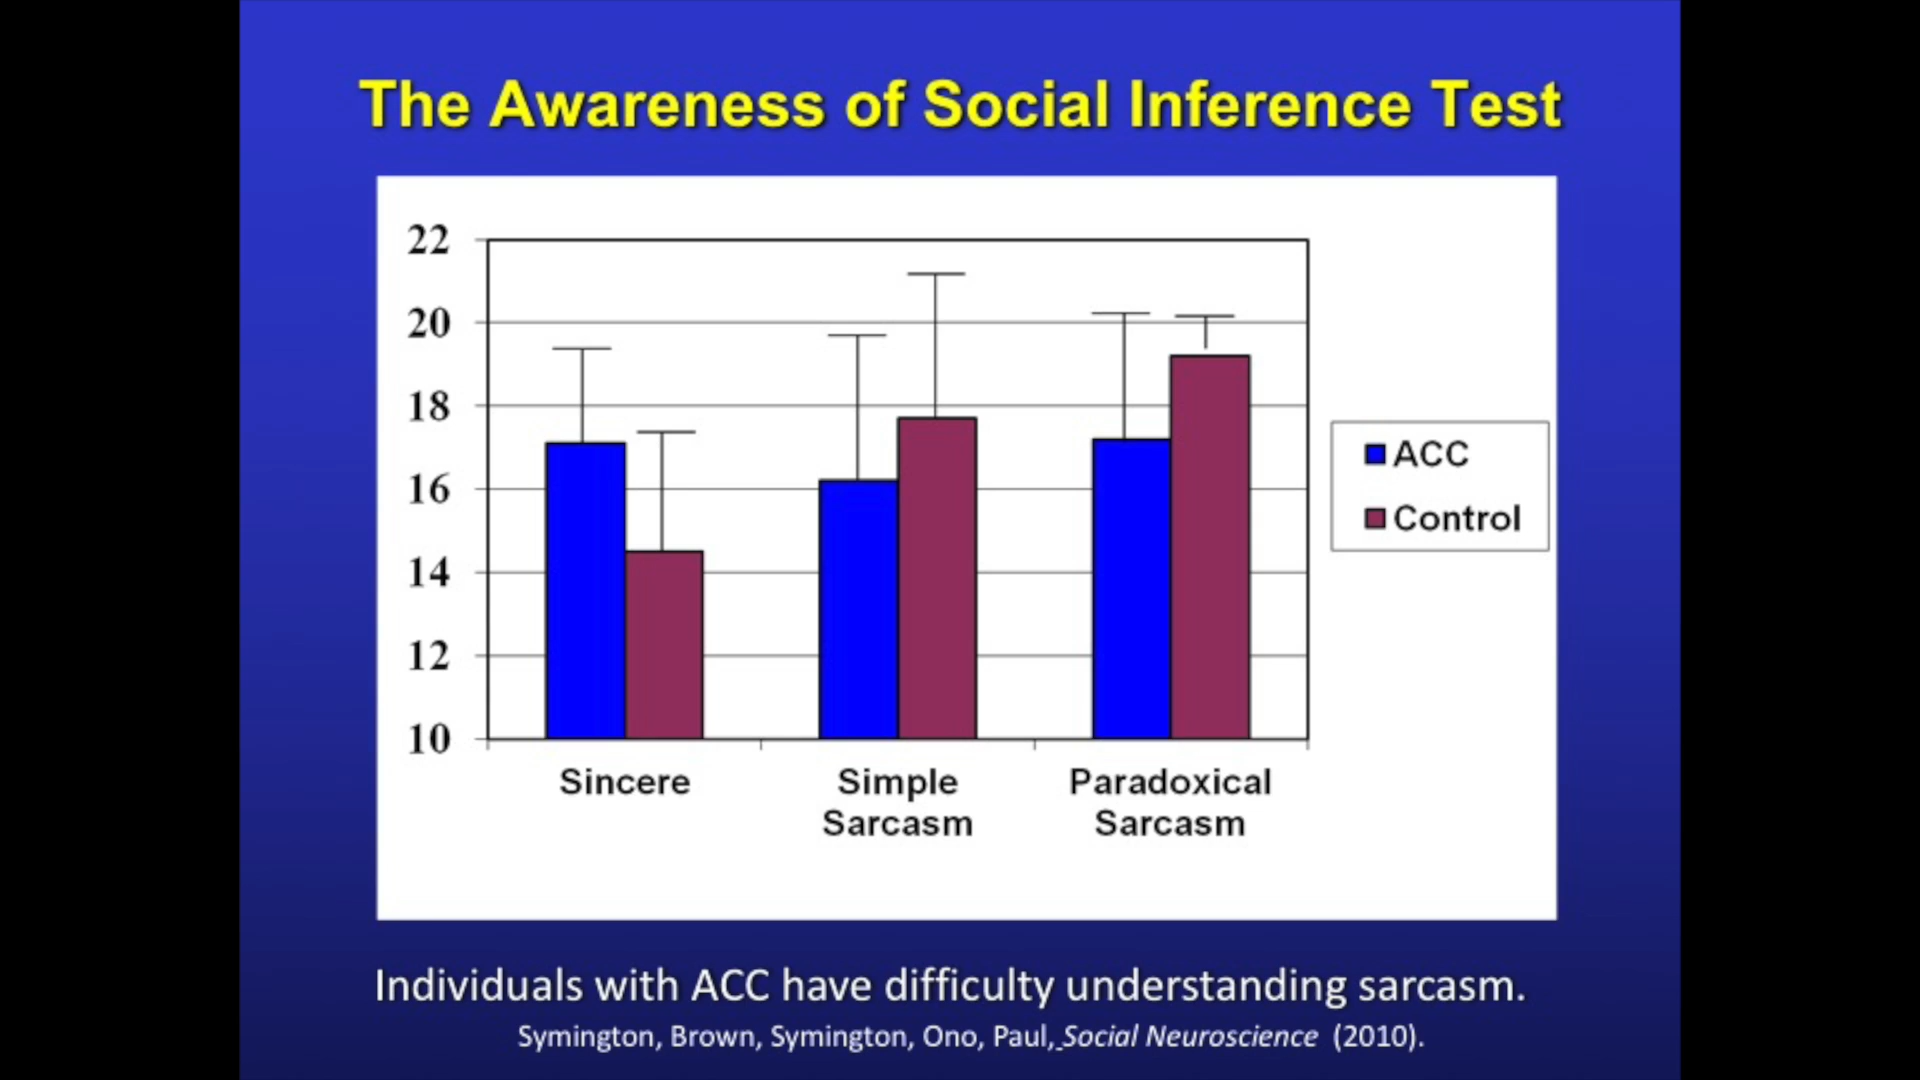 The Awareness of Social Inference Test
22
20
18
16
14
12
10
Sincere
Simple
Sarcasm
Paradoxical
Sarcasm
ACC
Control
Individuals with ACC have difficulty understanding sarcasm.
Symington, Brown, Symington, Ono, Paul, Social Neuroscience (2010).